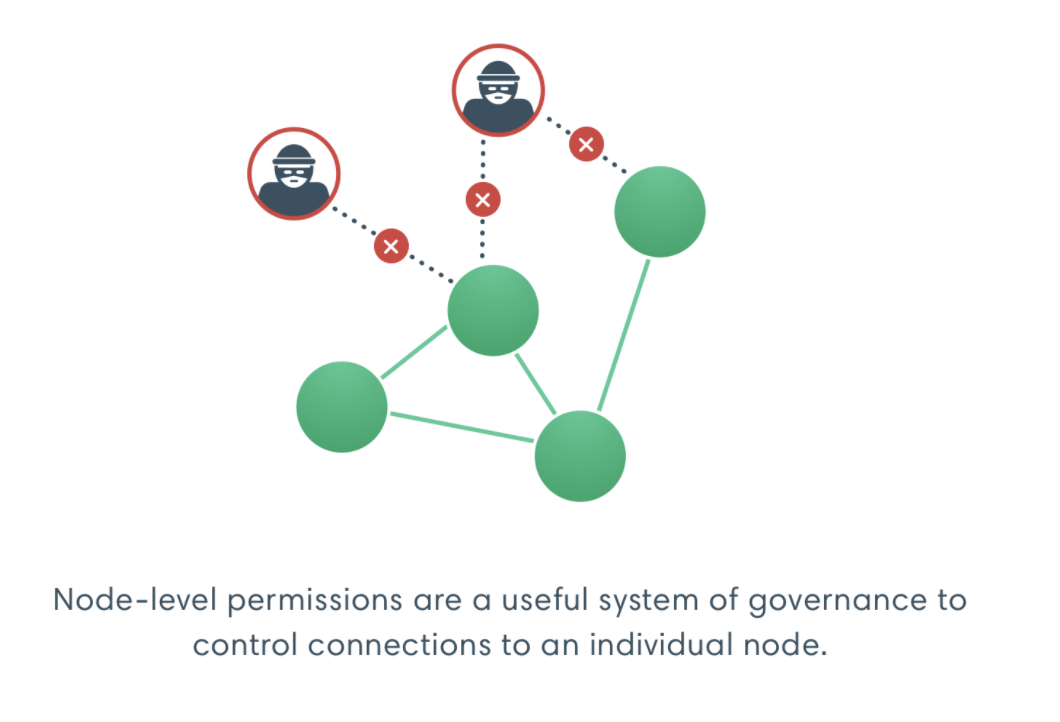 Node-level permissions are a useful system of governance to
control connections to an individual node.